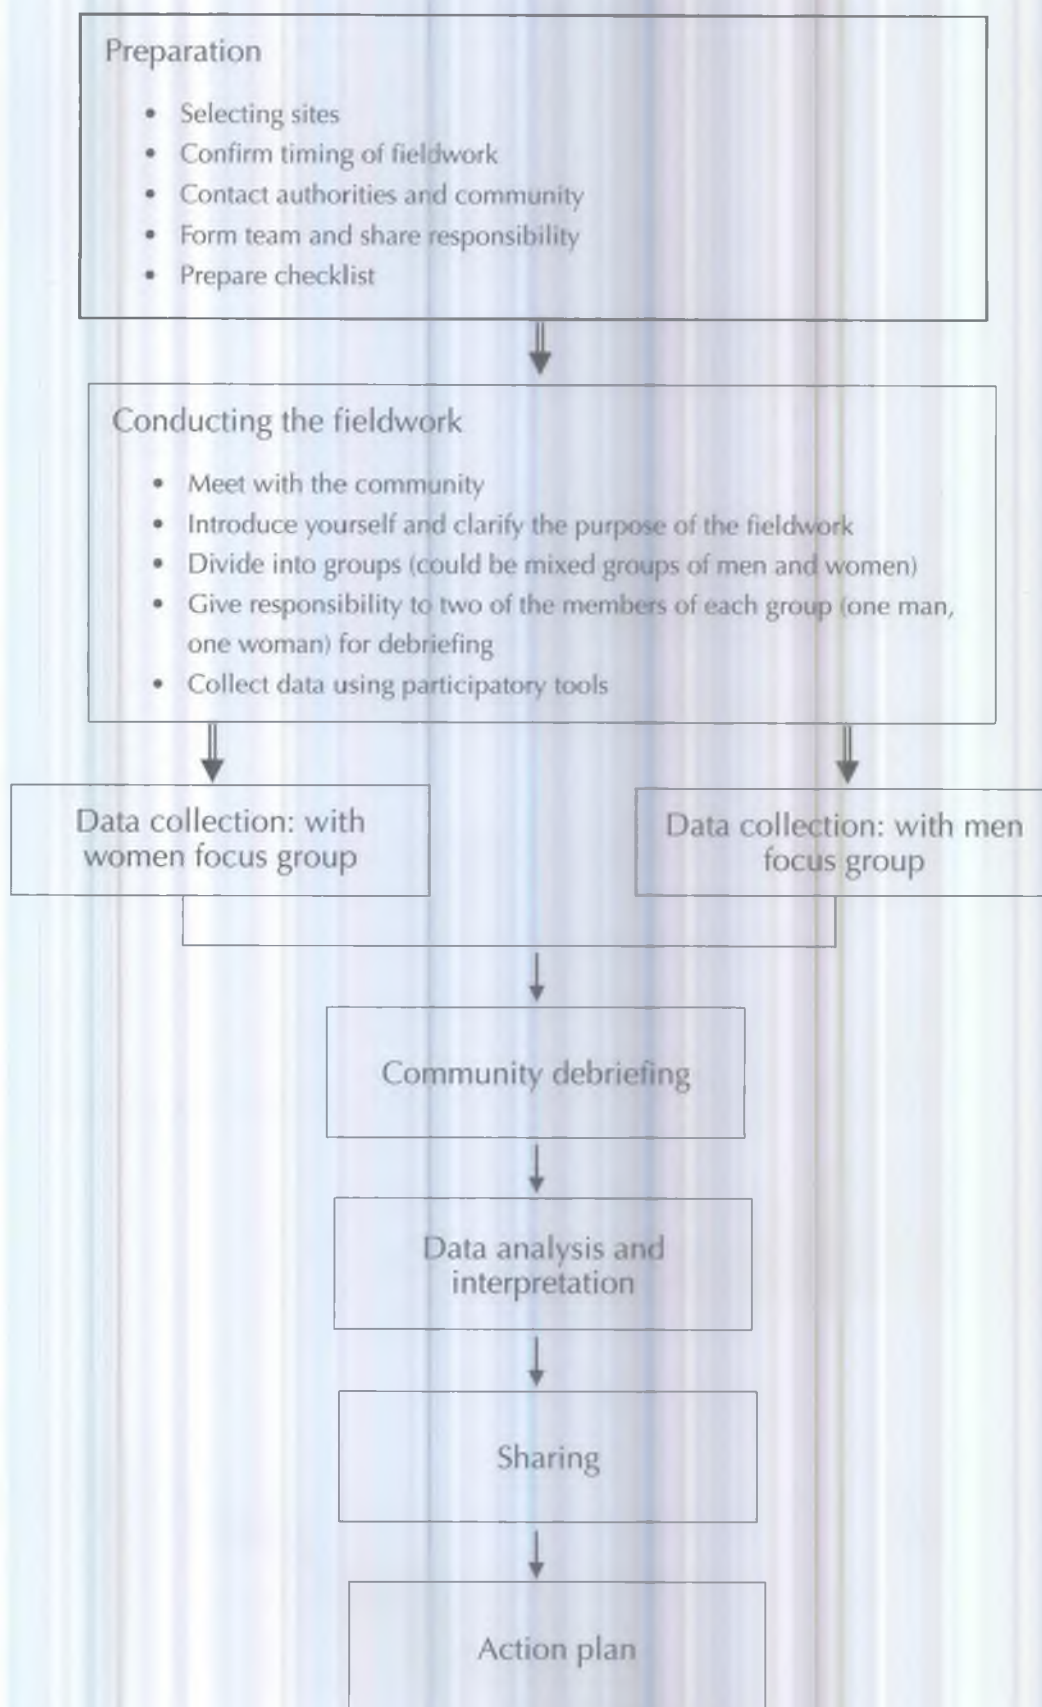 Preparation
• Selecting sites
• Confirm timing of fieldwork
• Contact authorities and community
• Form team and share responsibility
• Prepare checklist
Conducting the fieldwork
• Meet with the community
• Introduce yourself and clarify the purpose of the fieldwork
• Divide into groups (could be mixed groups of men and women)
• Give responsibility to two of the members of each group (one man,
one woman) for debriefing
• Collect data using participatory tools
Data collection: with
women focus group
Data collection: with men
focus group
Community debriefing
Data analysis and
interpretation
Sharing
Action plan